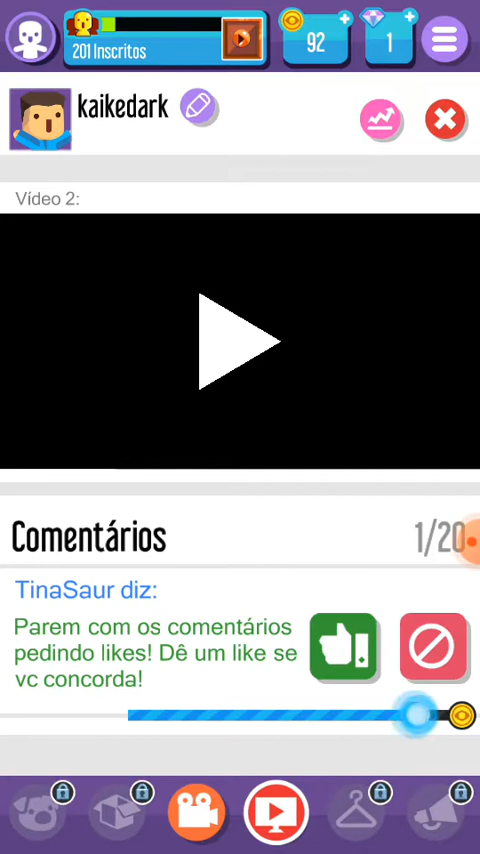 201 Inscritos
92
1
kaikedark
Vídeo 2:
Comentários
1/20
TinaSaur diz:
Parem com os comentários
pedindo likes! Dê um like se
vc concorda!